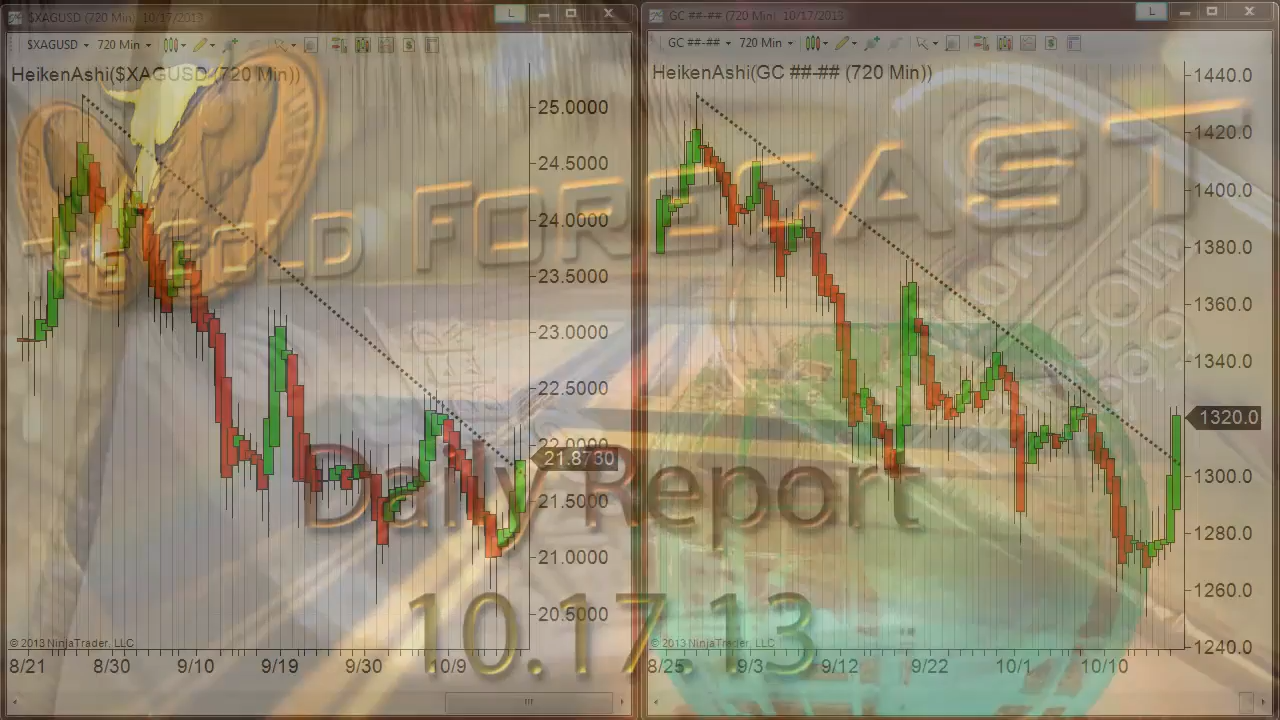 $XAGUSD (720 Min) 10/17/2013
L
$XAGUSD 720 Min
HeikenAshi($XAGUSD (720 Min))
25.0000
24.5000
24.0000
23.5000
23.0000
22.5000
22.0000
21.8730
21.5000
21.0000
20.5000
© 2013 NinjaTrader, LLC
8/21 8/30 9/10 9/19 9/30 10/9
GC ##-## (720 Min) 10/17/2013
L
GC ##-## 720 Min
HeikenAshi(GC ##-## (720 Min))
1440.0
1420.0
1400.0
1380.0
1360.0
1340.0
1320.0
1300.0
1280.0
1260.0
1240.0
© 2013 NinjaTrader, LLC
8/25 9/3 9/12 9/22 10/1 10/10
THE GOLD FORECAST
Daily Report
10.17.13
GOLD